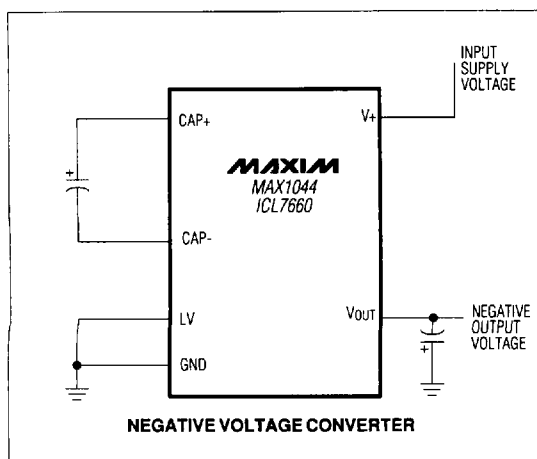 INPUT
SUPPLY
VOLTAGE
CAP+
V+
+
MAXIM
MAX1044
ICL7660
CAP-
LV
VOUT
NEGATIVE
OUTPUT
VOLTAGE
+
GND
NEGATIVE VOLTAGE CONVERTER